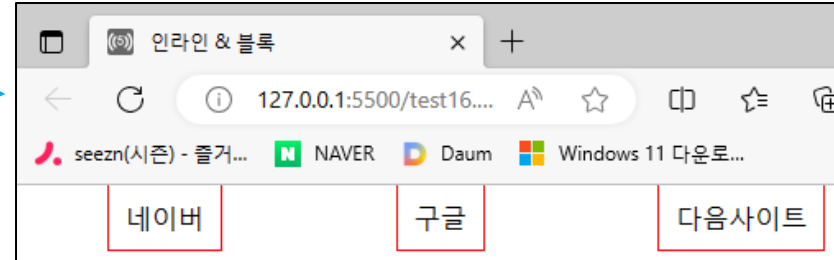 인라인 & 블록
127.0.0.1:5500/test16....
seezn(시즌) - 즐거... NAVER Daum Windows 11 다운로...
네이버 구글 다음사이트